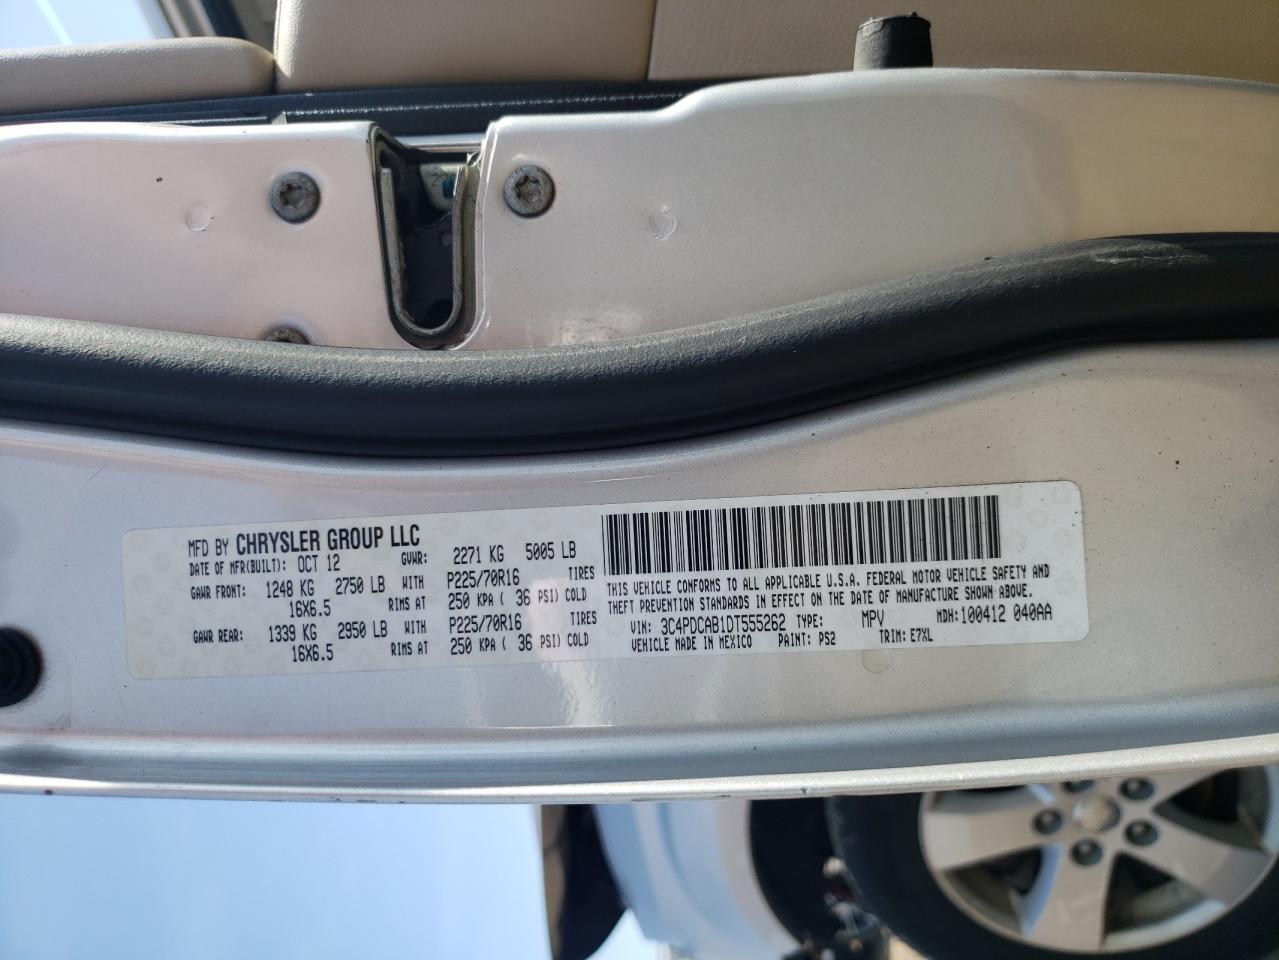 MFD BY CHRYSLER GROUP LLC
DATE OF MFR(BUILT): OCT 12 GVWR: 2271 KG 5005 LB
GAWR FRONT: 1248 KG 2750 LB WITH P225/70R16 TIRES
16X6.5 RIMS AT 250 KPA ( 36 PSI) COLD
GAWR REAR: 1339 KG 2950 LB WITH P225/70R16 TIRES
16X6.5 RIMS AT 250 KPA ( 36 PSI) COLD
THIS VEHICLE CONFORMS TO ALL APPLICABLE U.S.A. FEDERAL MOTOR VEHICLE SAFETY AND
THEFT PREVENTION STANDARDS IN EFFECT ON THE DATE OF MANUFACTURE SHOWN ABOVE.
VIN: 3C4PDCAB1DT555262 TYPE: MPV MDH:100412 040AA
VEHICLE MADE IN MEXICO PAINT: PS2 TRIM: E7XL